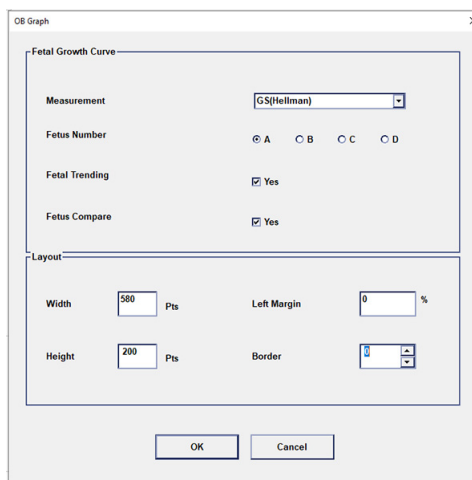 OB Graph
Fetal Growth Curve
Measurement GS(Hellman)
Fetus Number A B C D
Fetal Trending Yes
Fetus Compare Yes
Layout
Width 580 Pts Left Margin 0 %
Height 200 Pts Border 0
OK Cancel